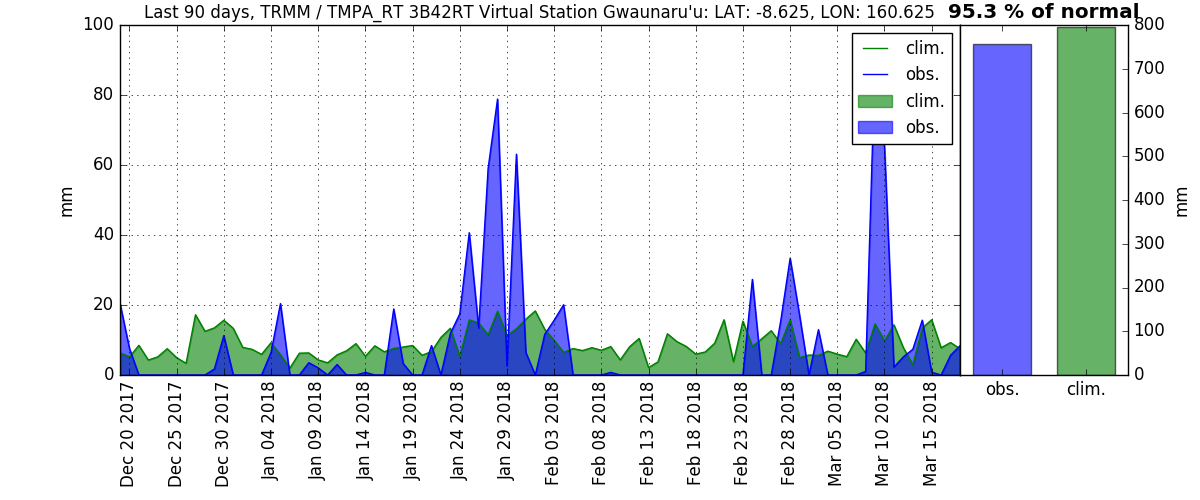 Last 90 days, TRMM / TMPA_RT 3B42RT Virtual Station Gwaunaru'u: LAT: -8.625, LON: 160.625
95.3 % of normal
100
80
60
40
20
0
mm
clim.
obs.
clim.
obs.
Dec 20 2017
Dec 25 2017
Dec 30 2017
Jan 04 2018
Jan 09 2018
Jan 14 2018
Jan 19 2018
Jan 24 2018
Jan 29 2018
Feb 03 2018
Feb 08 2018
Feb 13 2018
Feb 18 2018
Feb 23 2018
Feb 28 2018
Mar 05 2018
Mar 10 2018
Mar 15 2018
obs.
clim.
800
700
600
500
400
300
200
100
0
mm